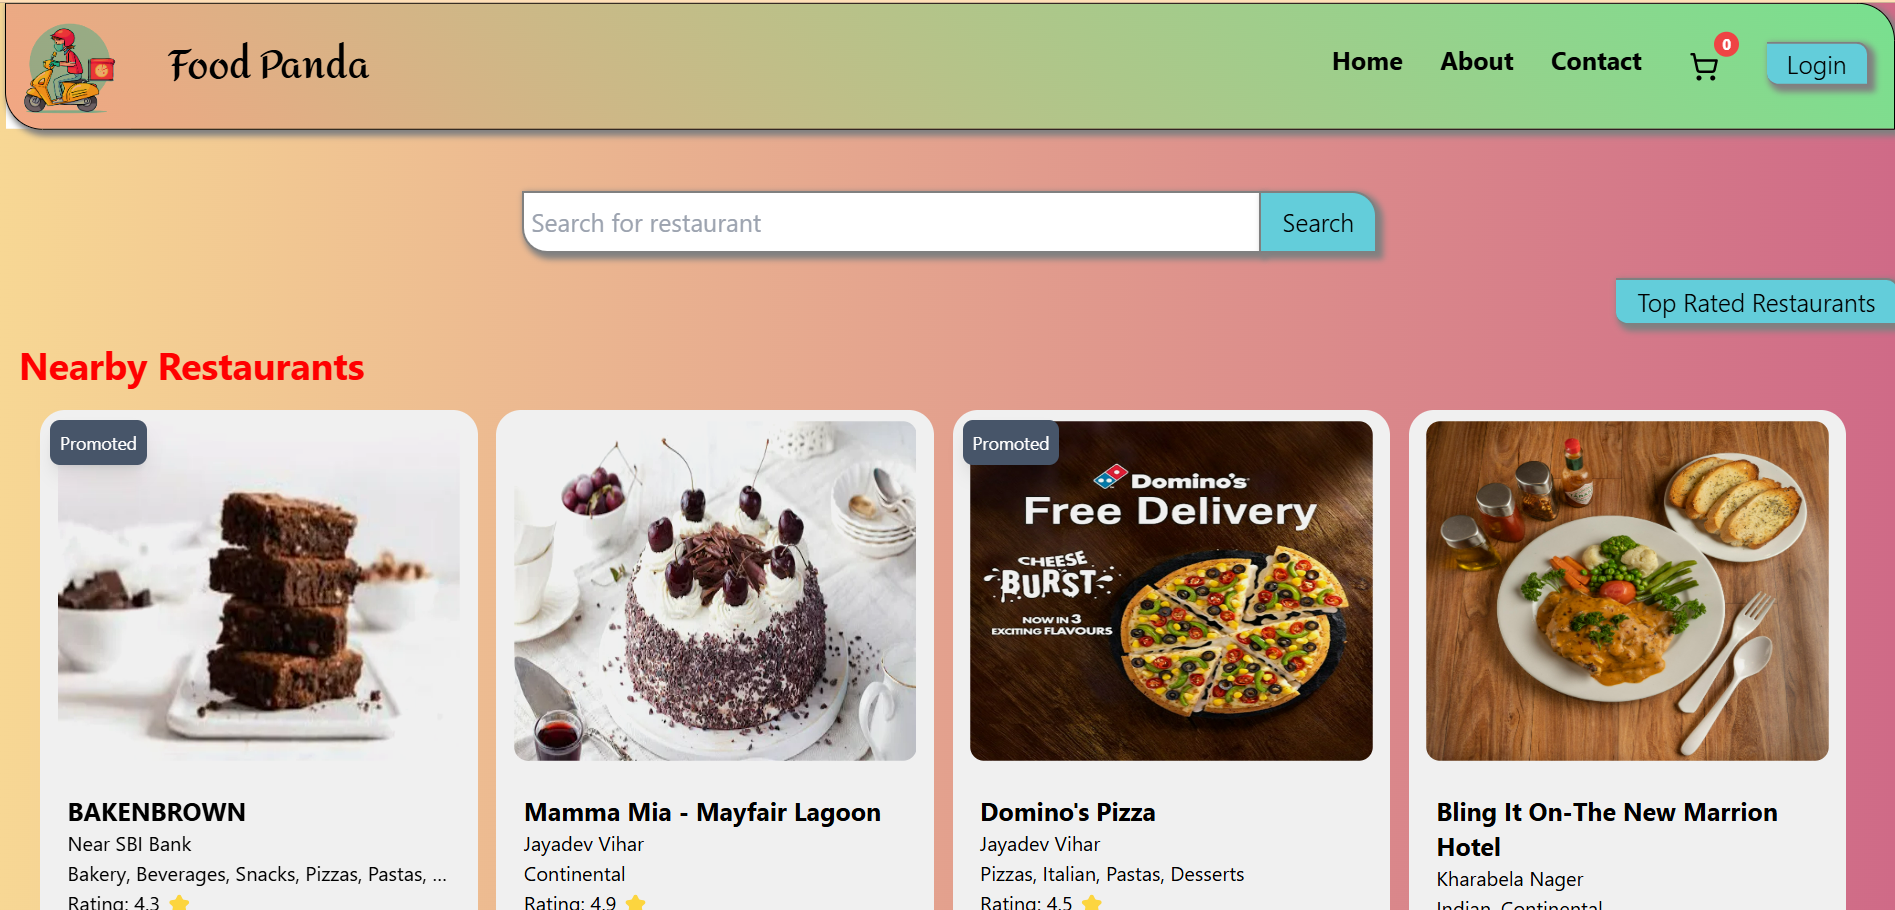 Food Panda
Home
About
Contact
0
Login
Search for restaurant
Search
Top Rated Restaurants
Nearby Restaurants
Promoted
BAKENBROWN
Near SBI Bank
Bakery, Beverages, Snacks, Pizzas, Pastas, ...
Rating: 4.3
Mamma Mia - Mayfair Lagoon
Jayadev Vihar
Continental
Rating: 4.9
Promoted
Domino's
Free Delivery
CHEESE
BURST
NOW IN 3
EXCITING FLAVOURS
Domino's Pizza
Jayadev Vihar
Pizzas, Italian, Pastas, Desserts
Rating: 4.5
Bling It On-The New Marrion
Hotel
Kharabela Nager
Indian, Continental